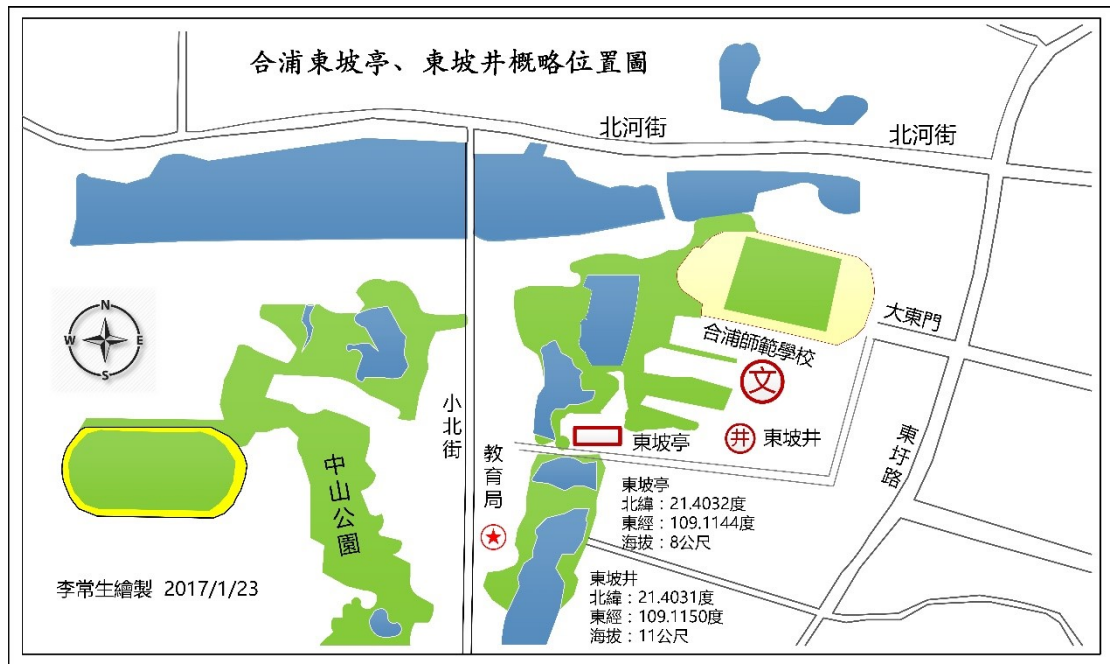 合浦東坡亭、東坡井概略位置圖
北河街
北河街
N
W
E
S
大東門
合浦師範學校
文
小北街
東坡亭
井
東坡井
東圩路
教育局
中山公園
東坡亭
北緯：21.4032度
東經：109.1144度
海拔：8公尺
東坡井
北緯：21.4031度
東經：109.1150度
海拔：11公尺
李常生繪製 2017/1/23